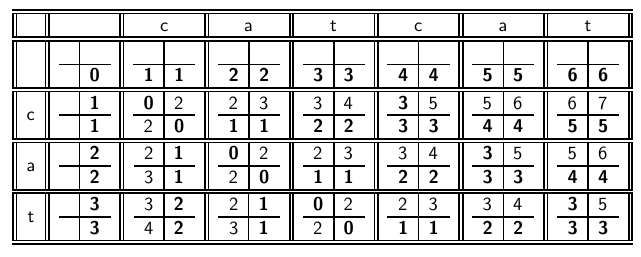 c a t c a t
0 1 1 2 2 3 3 4 4 5 5 6 6
1 0 2 2 3 3 4 3 5 5 6 6 7
c
1 2 0 1 1 2 2 3 3 4 4 5 5
2 2 1 0 2 2 3 3 4 3 5 5 6
a
2 3 1 2 0 1 1 2 2 3 3 4 4
3 3 2 2 1 0 2 2 3 3 4 3 5
t
3 4 2 3 1 2 0 1 1 2 2 3 3